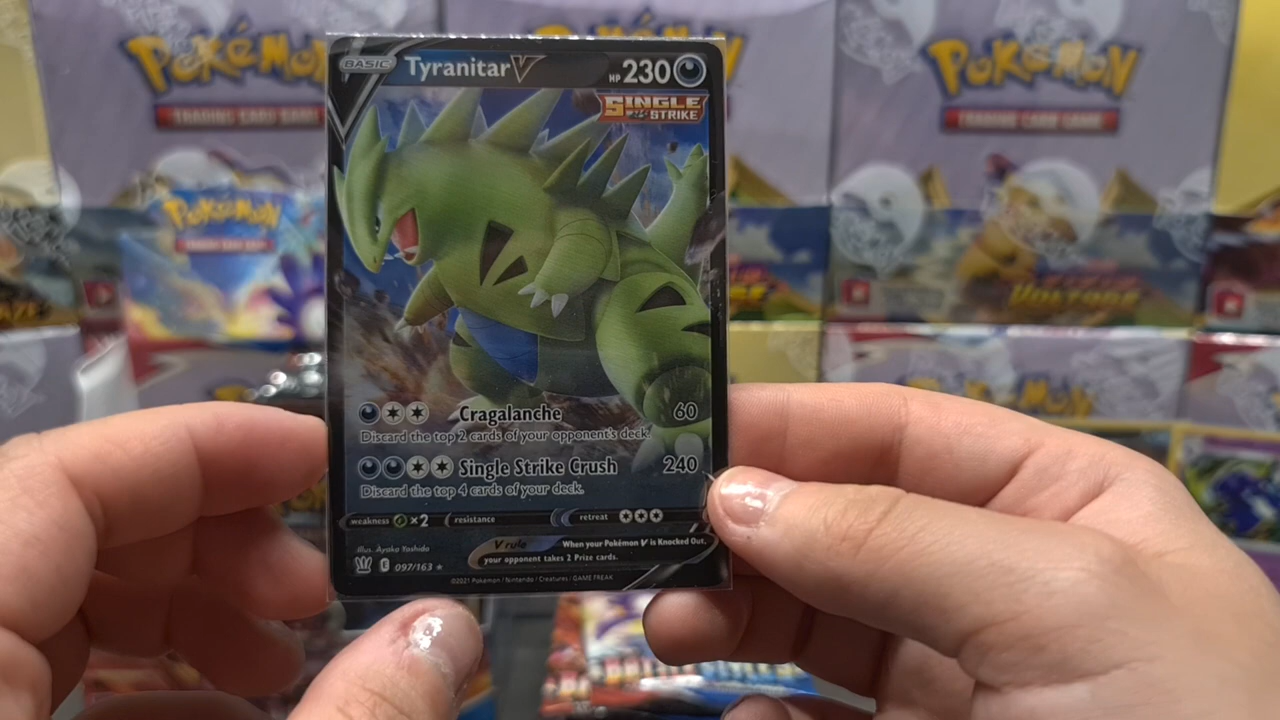 POKéMON
POKéMON
TRADING CARD GAME
TRADING CARD GAME
POKéMON
VOLTAGE
BASIC Tyranitar V HP 230
SINGLE STRIKE
Cragalanche 60
Discard the top 2 cards of your opponent's deck.
Single Strike Crush 240
Discard the top 4 cards of your deck.
weakness ×2 resistance retreat
V rule When your Pokémon V is Knocked Out,
your opponent takes 2 Prize cards.
Illus. Ayaka Yoshida
E 097/163 ★
©2021 Pokémon / Nintendo / Creatures / GAME FREAK